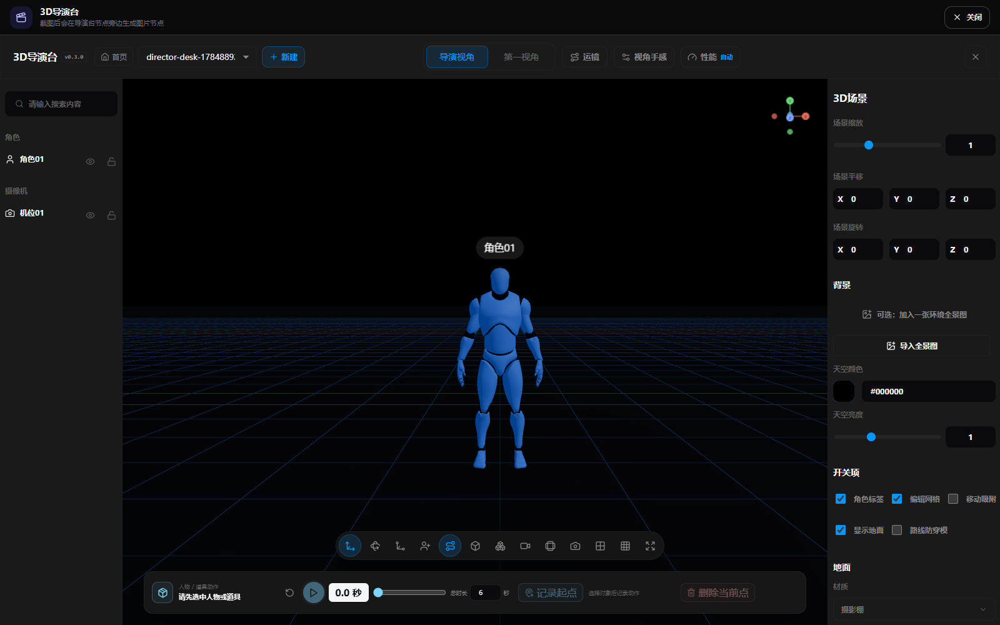 3D导演台
截图后会在导演台节点旁边生成图片节点
关闭
3D导演台 v0.3.0 首页 director-desk-1784889 新建 导演视角 第一视角 运镜 视角手感 性能 自动
请输入搜索内容
角色
角色01
摄像机
机位01
角色01
3D场景
场景缩放
1
场景平移
X 0 Y 0 Z 0
场景旋转
X 0 Y 0 Z 0
背景
可选：加入一张环境全景图
导入全景图
天空颜色
#000000
天空亮度
1
开关项
角色标签 编辑网格 移动吸附
显示地面 路线防穿模
地面
材质
摄影棚
人物 / 道具动作
请先选中人物或道具
0.0 秒 总时长 6 秒 记录起点 选择对象后记录动作 删除当前点